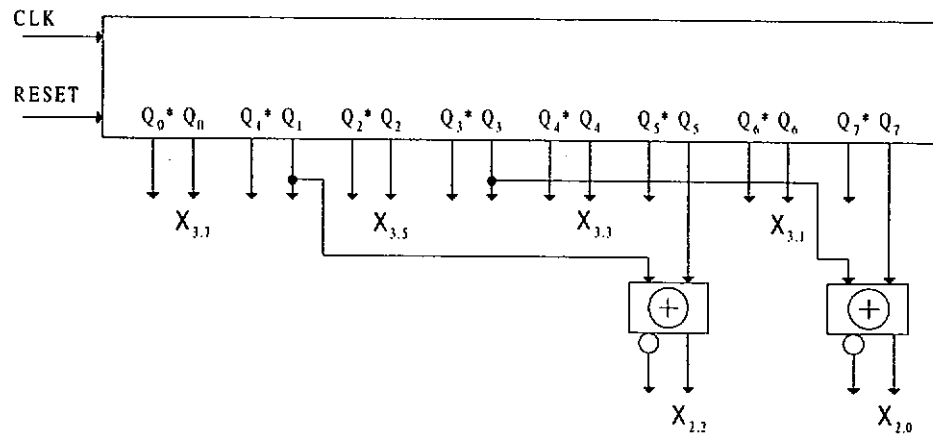 CLK
RESET
Q₀* Q₀ Q₁* Q₁ Q₂* Q₂ Q₃* Q₃ Q₄* Q₄ Q₅* Q₅ Q₆* Q₆ Q₇* Q₇
X₃.₇ X₃.₅ X₃.₃ X₃.₁
X₂.₂ X₂.₀